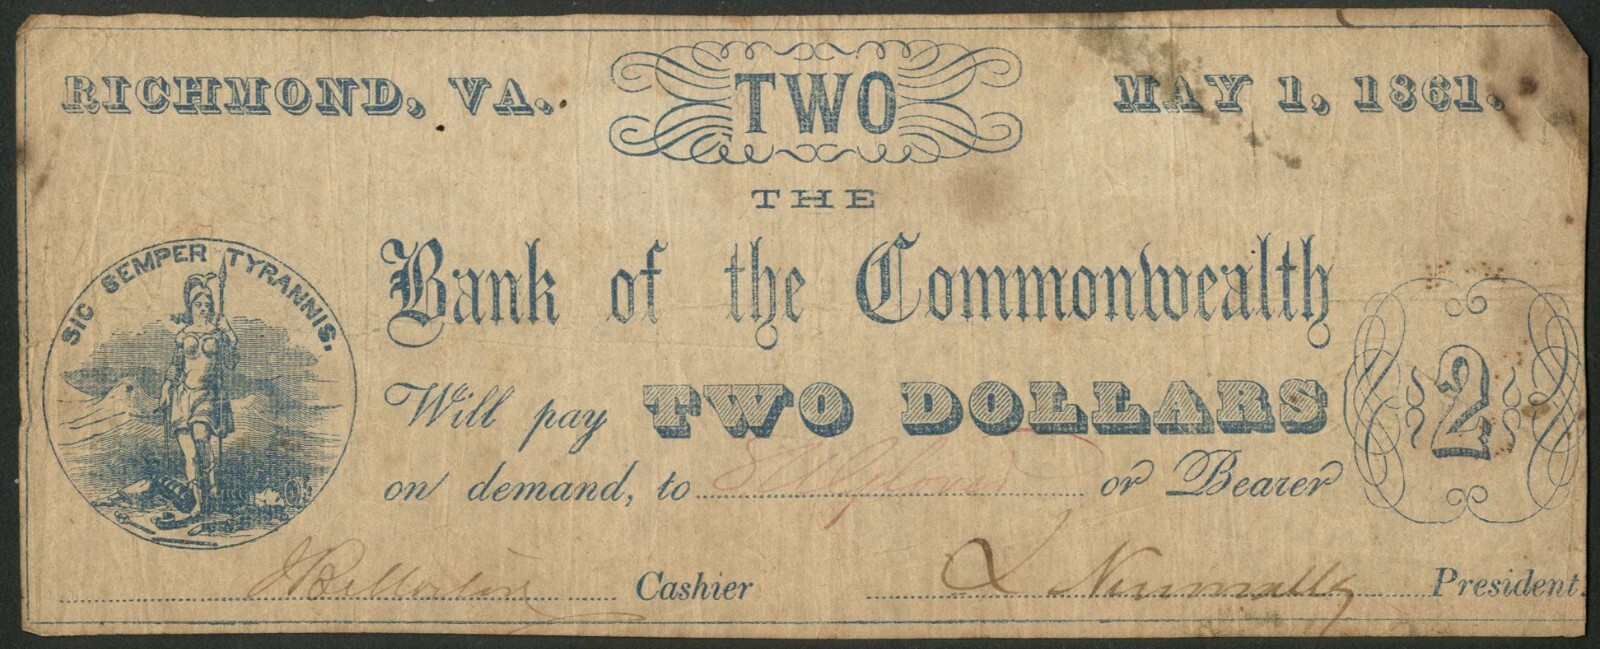 RICHMOND, VA. TWO MAY 1, 1861.
THE
Bank of the Commonwealth
SIC SEMPER TYRANNIS.
Will pay TWO DOLLARS
2
on demand, to or Bearer
Cashier President.